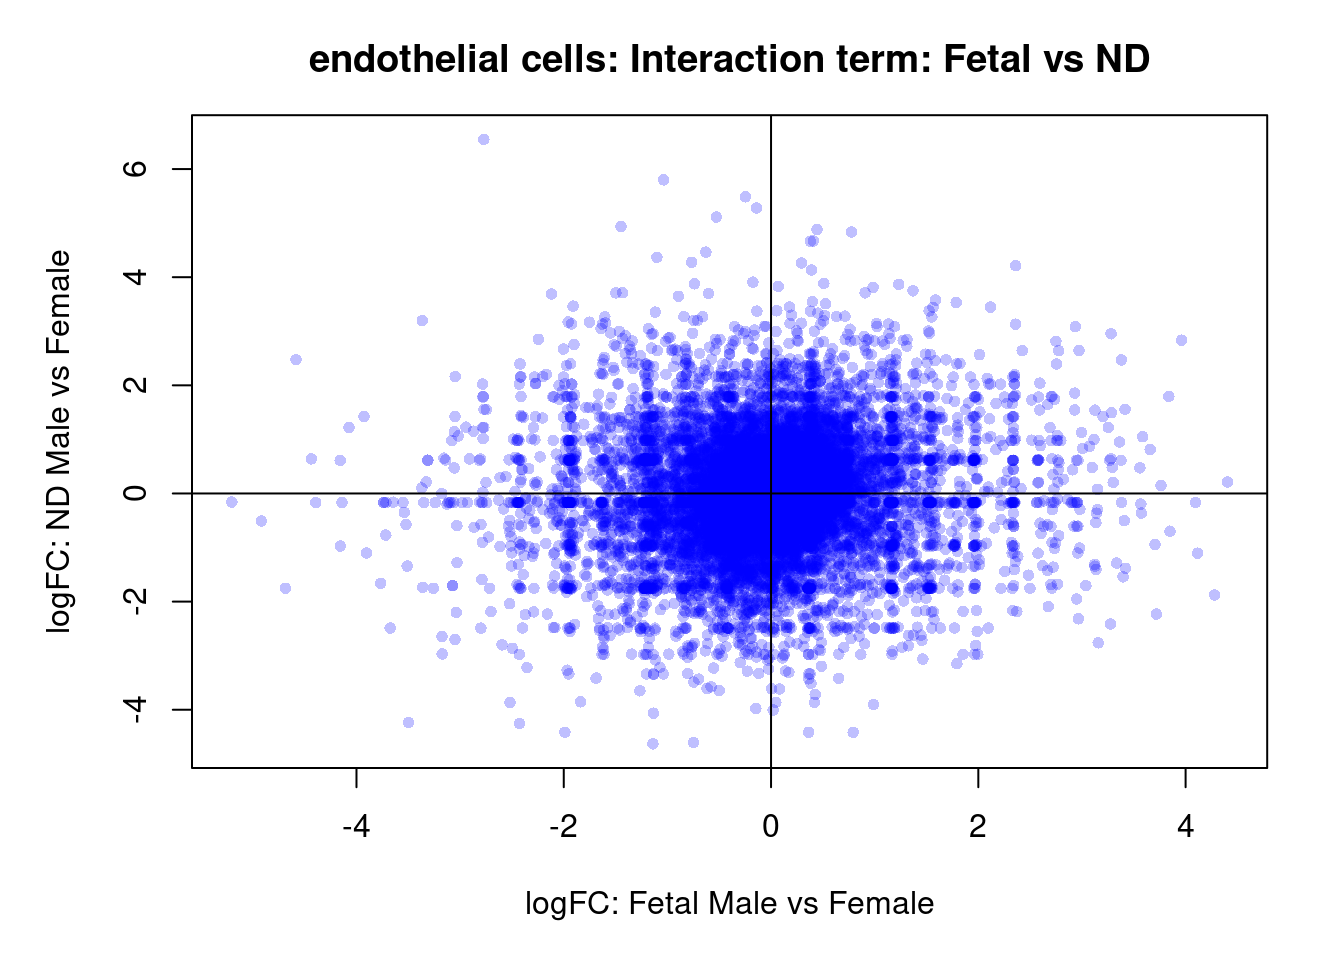 endothelial cells: Interaction term: Fetal vs ND
logFC: ND Male vs Female
6
4
2
0
-2
-4
-4 -2 0 2 4
logFC: Fetal Male vs Female